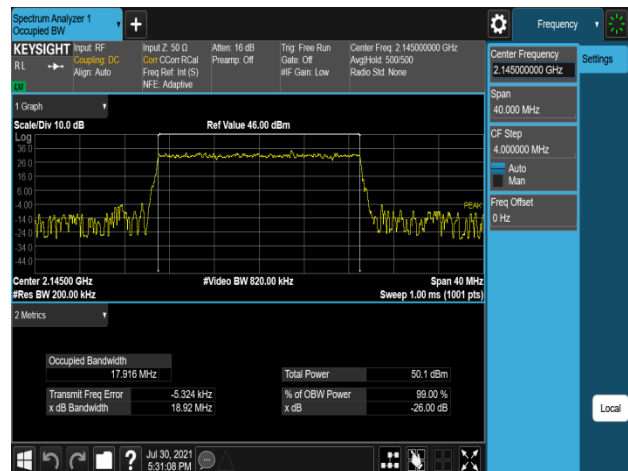 Spectrum Analyzer 1
Occupied BW
+
Frequency
KEYSIGHT
RL
LXI
Input: RF
Coupling: DC
Align: Auto
Input Z: 50 Ω
Corr CCorr RCal
Freq Ref: Int (S)
NFE: Adaptive
Atten: 16 dB
Preamp: Off
Trig: Free Run
Gate: Off
#IF Gain: Low
Center Freq: 2.145000000 GHz
Avg|Hold: 500/500
Radio Std: None
Center Frequency
2.145000000 GHz
Settings
Span
40.000 MHz
CF Step
4.000000 MHz
Auto
Man
Freq Offset
0 Hz
1 Graph
Scale/Div 10.0 dB
Ref Value 46.00 dBm
Log
36.0
26.0
16.0
6.00
-4.00
-14.0
-24.0
-34.0
-44.0
PEAK
Center 2.14500 GHz
#Video BW 820.00 kHz
Span 40 MHz
#Res BW 200.00 kHz
Sweep 1.00 ms (1001 pts)
2 Metrics
Occupied Bandwidth
17.916 MHz
Total Power 50.1 dBm
Transmit Freq Error -5.324 kHz
% of OBW Power 99.00 %
x dB Bandwidth 18.92 MHz
x dB -26.00 dB
Local
?
Jul 30, 2021
5:31:08 PM